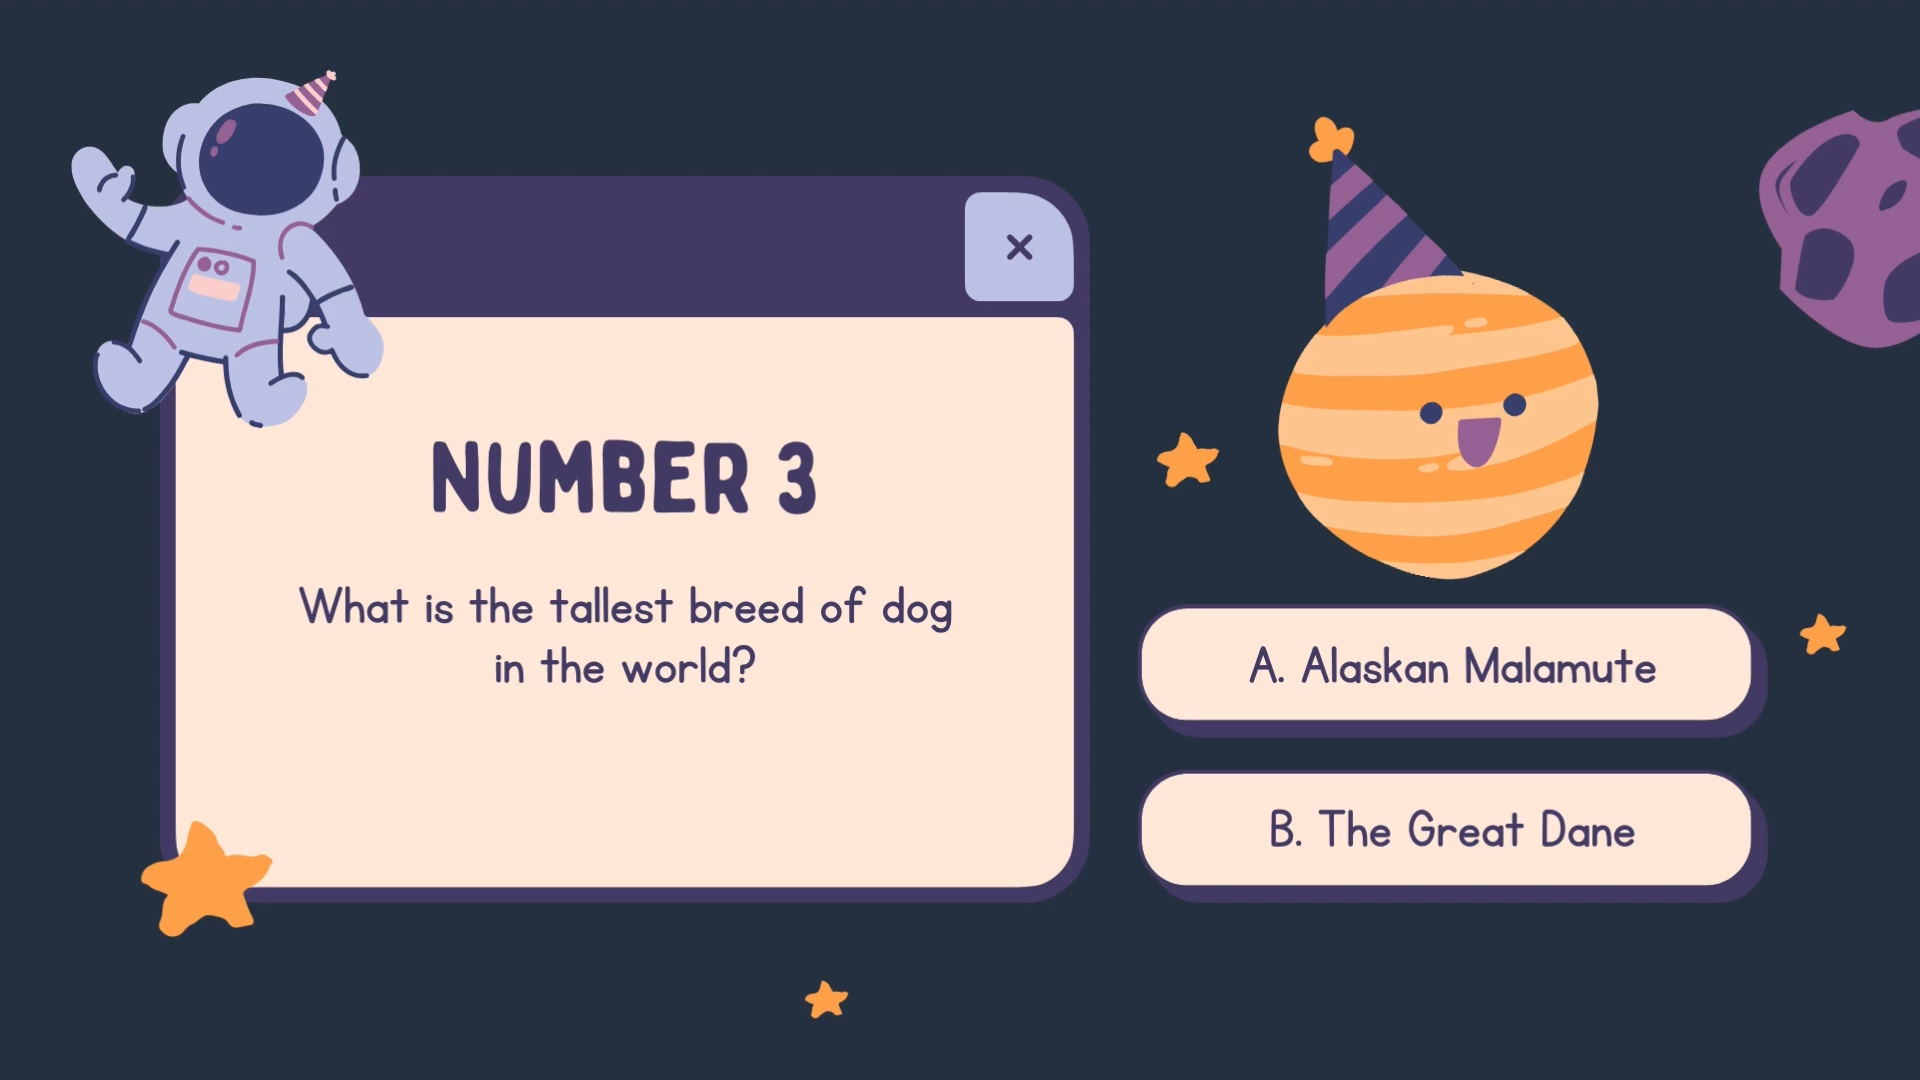 NUMBER 3
What is the tallest breed of dog
in the world?
A. Alaskan Malamute
B. The Great Dane